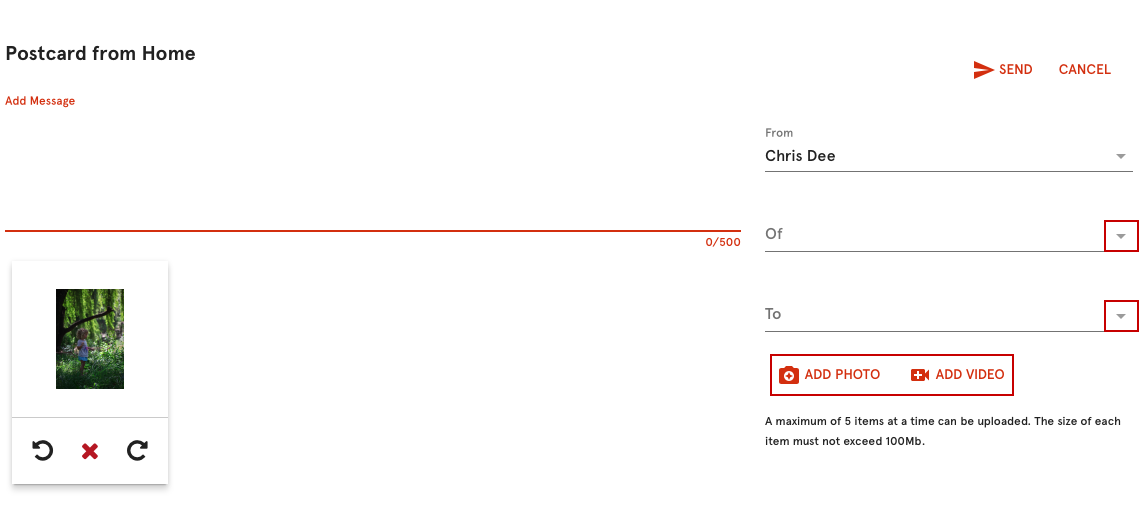 Postcard from Home
SEND
CANCEL
Add Message
From
Chris Dee
Of
0/500
To
ADD PHOTO
ADD VIDEO
A maximum of 5 items at a time can be uploaded. The size of each
item must not exceed 100Mb.